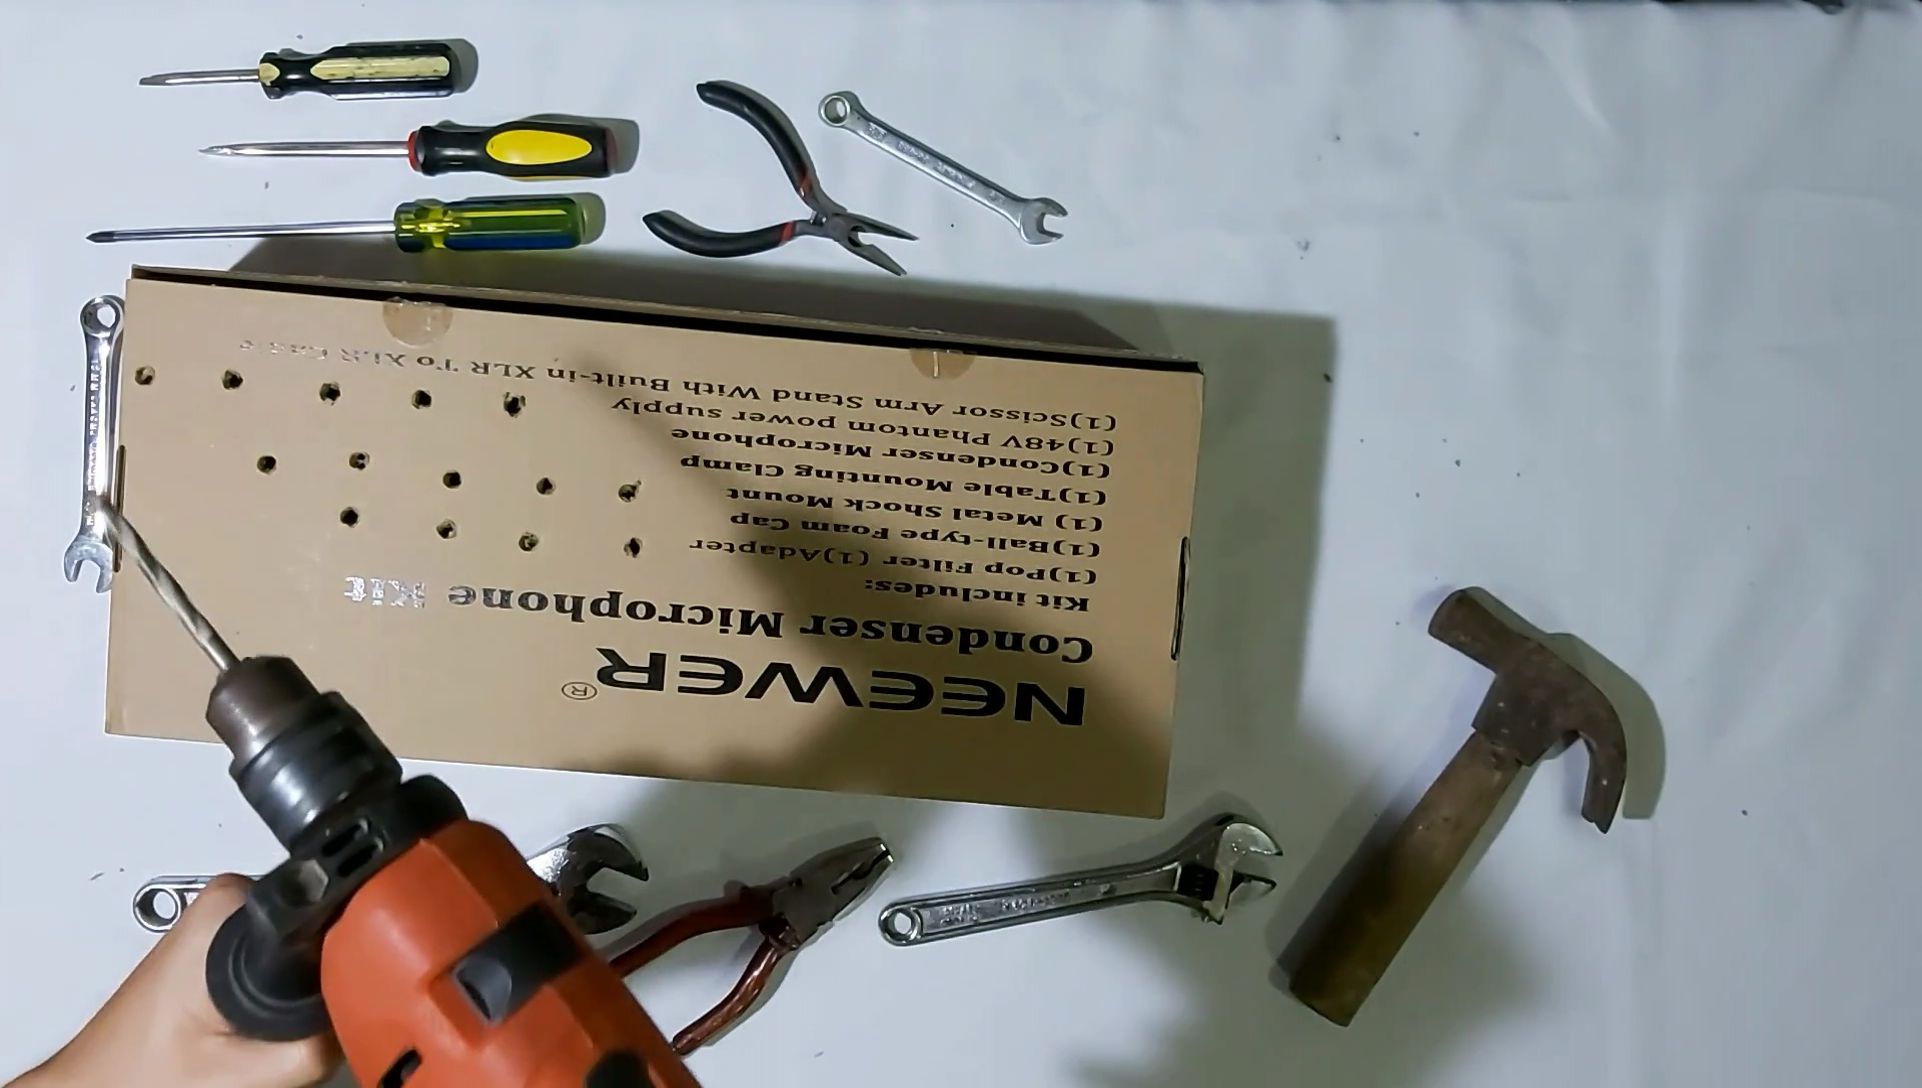 NEEWER®
Condenser Microphone Kit
Kit includes:
(1)Pop Filter (1)Adapter
(1)Ball-type Foam Cap
(1) Metal Shock Mount
(1)Table Mounting Clamp
(1)Condenser Microphone
(1)48V Phantom power supply
(1)Scissor Arm Stand With Built-in XLR To XLR Cable